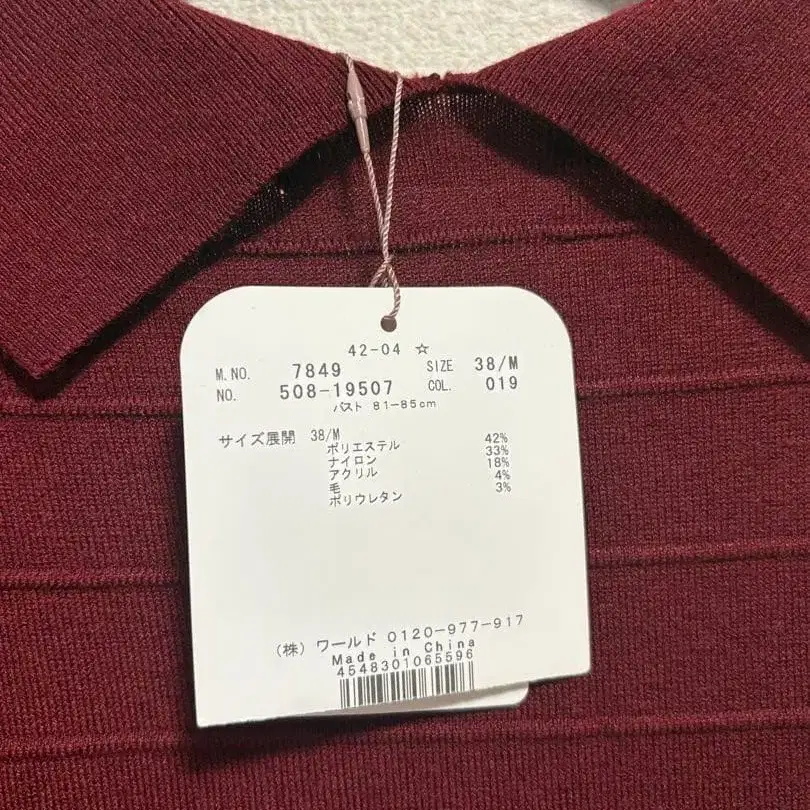 42-04 ☆
M.NO. 7849 SIZE 38/M
NO. 508-19507 COL. 019
バスト 81-85cm
サイズ展開 38/M
ポリエステル 42%
ナイロン 33%
アクリル 18%
毛 4%
ポリウレタン 3%
(株) ワールド 0120-977-917
Made in China
4548301065596